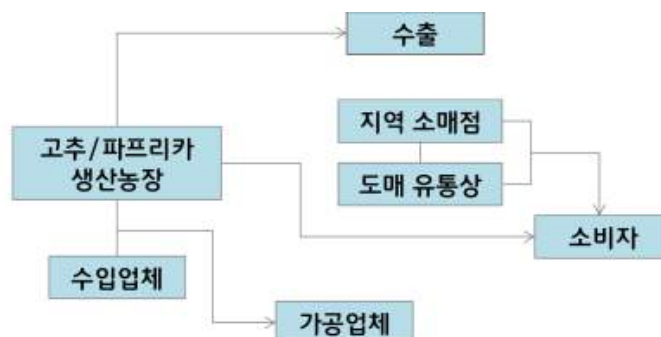 수출
지역 소매점
고추/파프리카
생산농장
도매 유통상
소비자
수입업체
가공업체